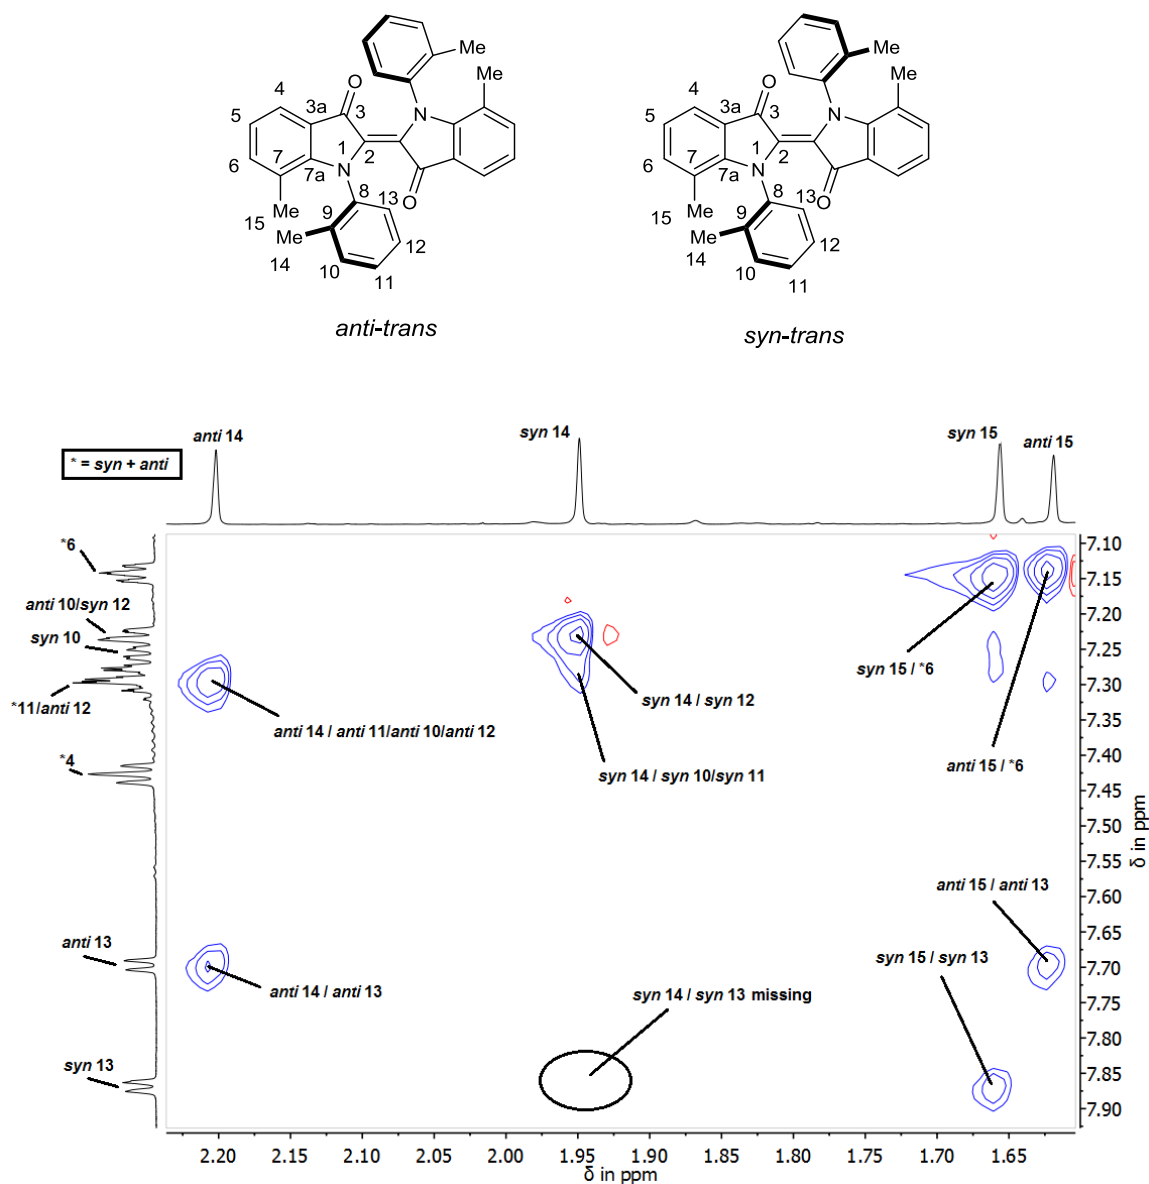 Me
Me
O
4
5
3a
3
N
1
2
6
7
7a
N
O
8
13
15
Me
9
Me
14
12
10
11
anti-trans
Me
Me
O
4
5
3a
3
N
1
2
6
7
7a
N
O
8
13
15
Me
9
Me
14
12
10
11
syn-trans
* = syn + anti
anti 14
syn 14
syn 15
anti 15
*6
anti 10/syn 12
syn 10
*11/anti 12
*4
anti 13
syn 13
syn 15 / *6
syn 14 / syn 12
anti 14 / anti 11/anti 10/anti 12
syn 14 / syn 10/syn 11
anti 15 / *6
anti 15 / anti 13
syn 15 / syn 13
anti 14 / anti 13
syn 14 / syn 13 missing
7.10
7.15
7.20
7.25
7.30
7.35
7.40
7.45
7.50
7.55
7.60
7.65
7.70
7.75
7.80
7.85
7.90
δ in ppm
2.20 2.15 2.10 2.05 2.00 1.95 1.90 1.85 1.80 1.75 1.70 1.65
δ in ppm